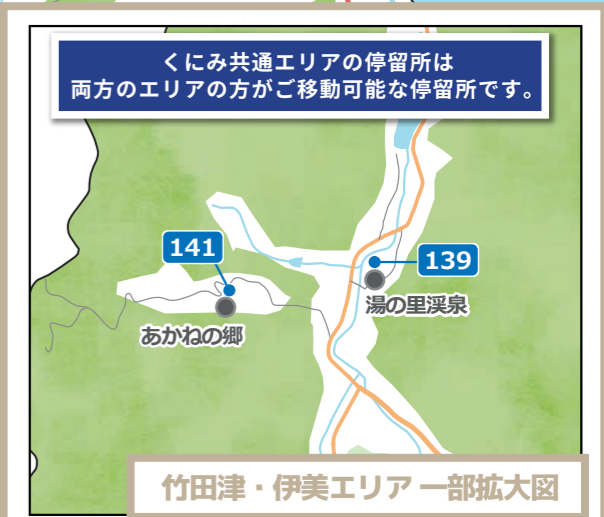 くにみ共通エリアの停留所は
両方のエリアの方がご移動可能な停留所です。
141
139
湯の里渓泉
あかねの郷
竹田津・伊美エリア一部拡大図